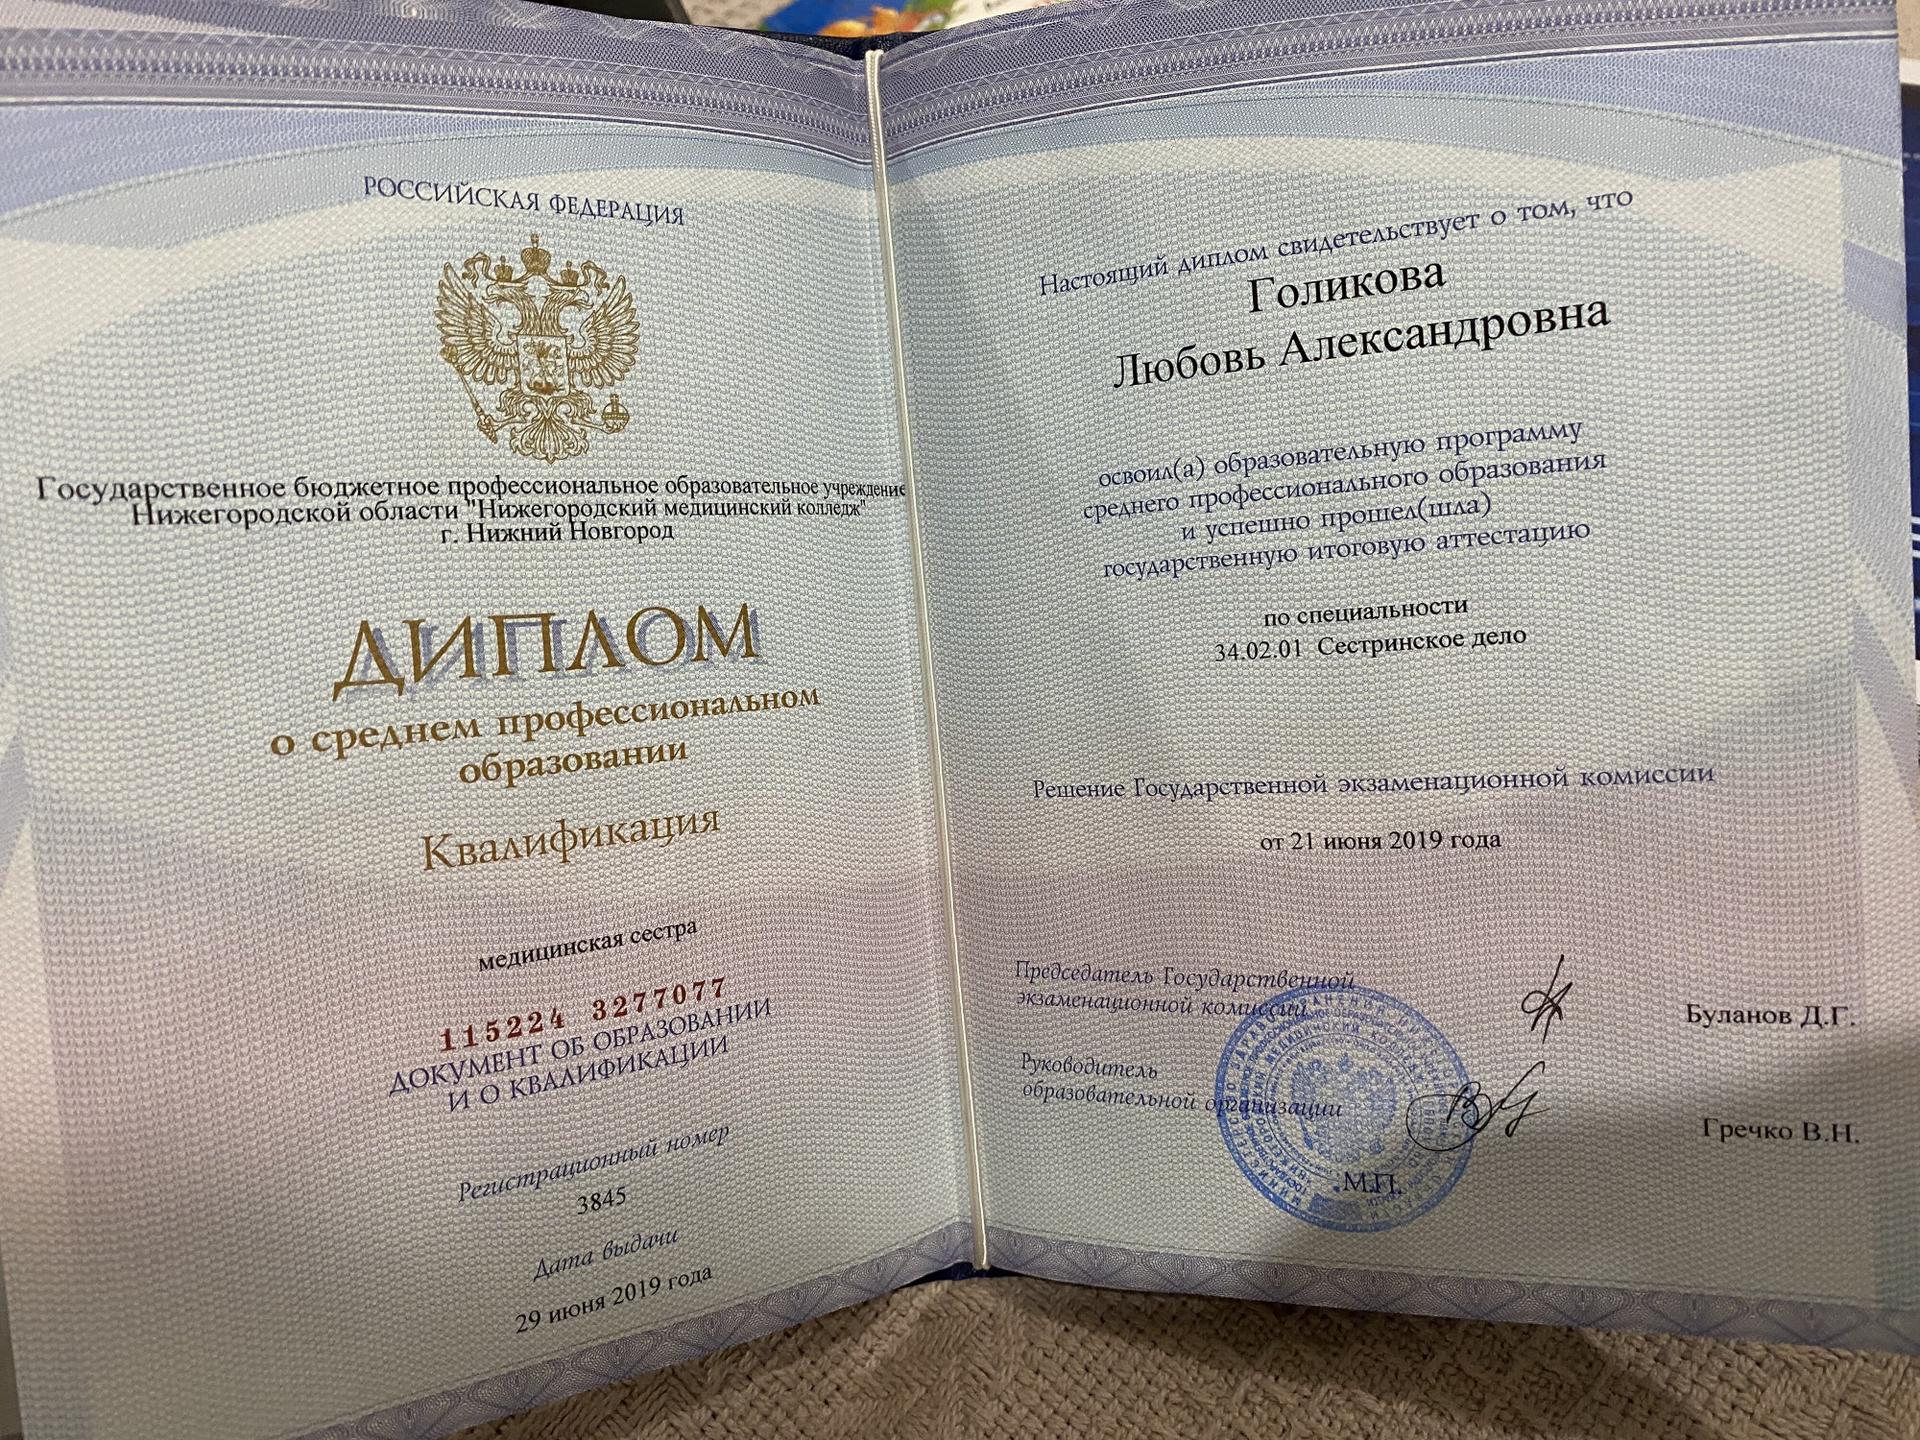 РОССИЙСКАЯ ФЕДЕРАЦИЯ
Государственное бюджетное профессиональное образовательное учреждение
Нижегородской области "Нижегородский медицинский колледж"
г. Нижний Новгород
ДИПЛОМ
о среднем профессиональном
образовании
Квалификация
медицинская сестра
115224 3277077
ДОКУМЕНТ ОБ ОБРАЗОВАНИИ
И О КВАЛИФИКАЦИИ
Регистрационный номер
3845
Дата выдачи
29 июня 2019 года
Настоящий диплом свидетельствует о том, что
Голикова
Любовь Александровна
освоил(а) образовательную программу
среднего профессионального образования
и успешно прошел(шла)
государственную итоговую аттестацию
по специальности
34.02.01 Сестринское дело
Решение Государственной экзаменационной комиссии
от 21 июня 2019 года
Председатель Государственной
экзаменационной комиссии
Буланов Д.Г.
Руководитель
образовательной организации
Гречко В.Н.
М.П.